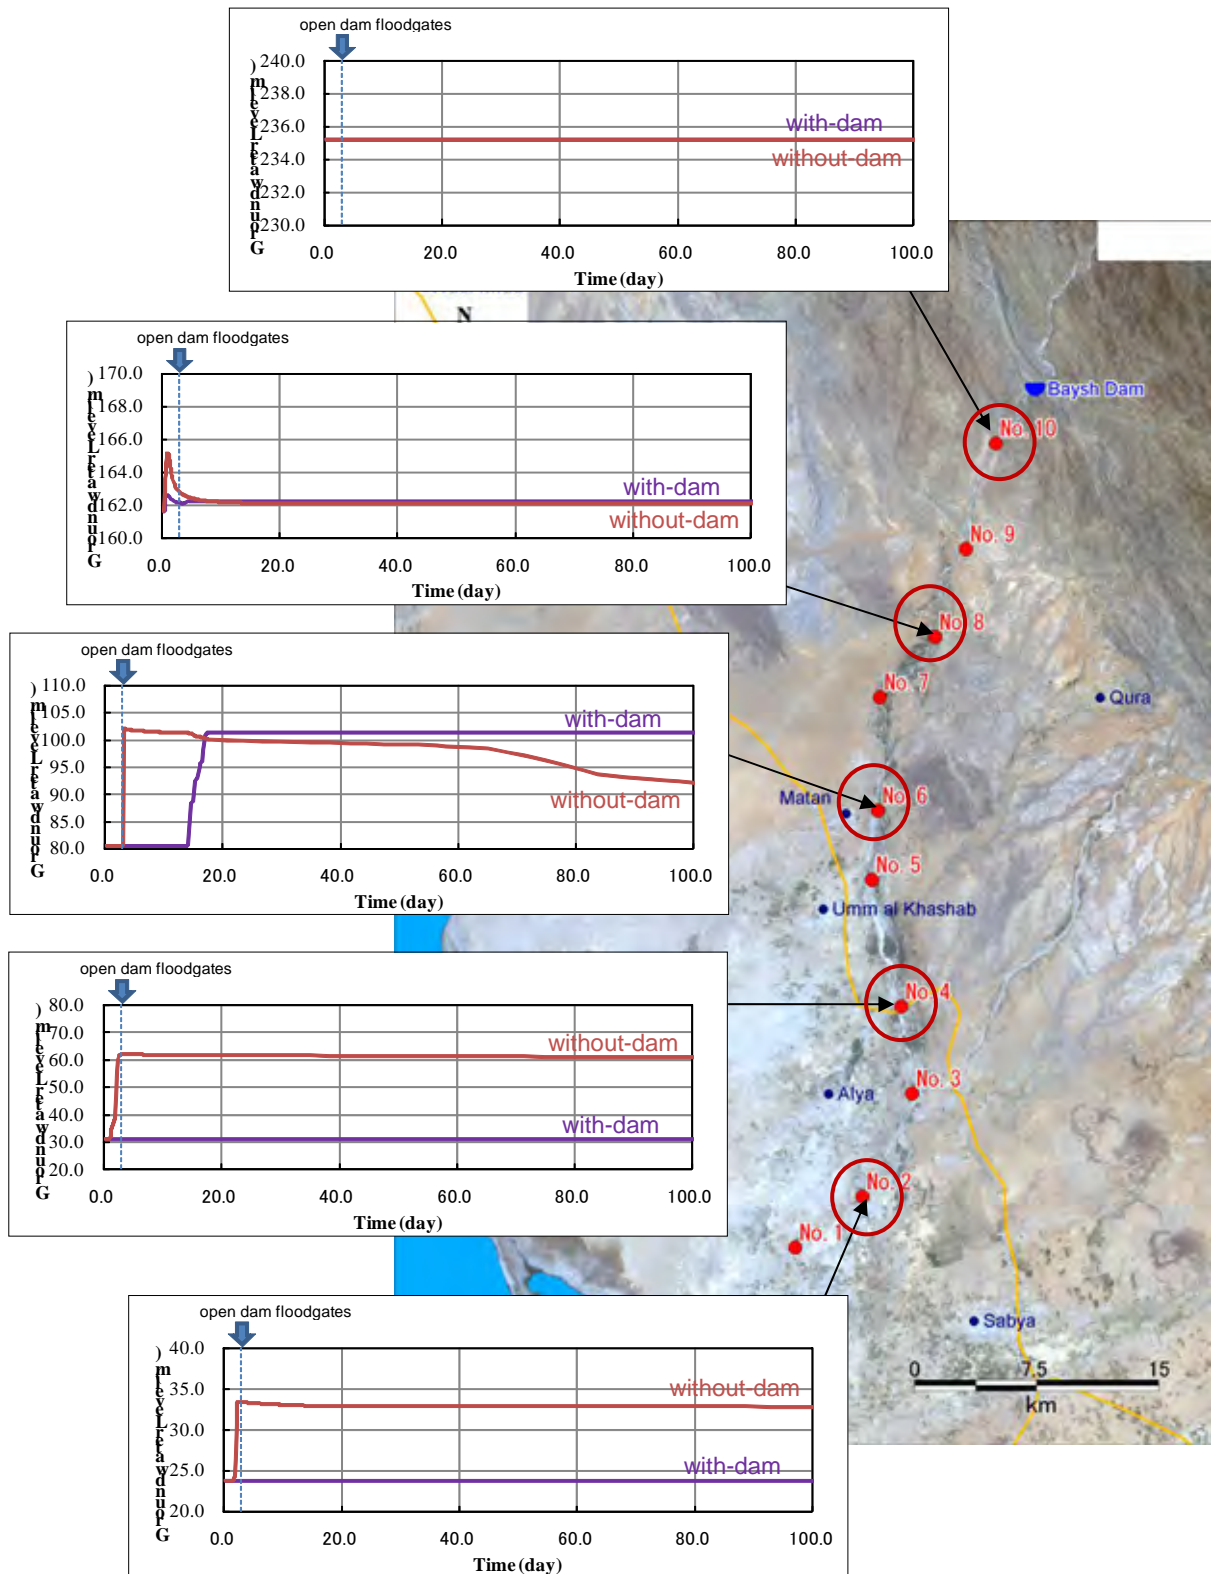 open dam floodgates
Groundwater Level (m)
240.0
238.0
236.0
234.0
232.0
230.0
with-dam
without-dam
0.0 20.0 40.0 60.0 80.0 100.0
Time (day)
N
open dam floodgates
Groundwater Level (m)
170.0
168.0
166.0
164.0
162.0
160.0
with-dam
without-dam
0.0 20.0 40.0 60.0 80.0 100.0
Time (day)
open dam floodgates
Groundwater Level (m)
110.0
105.0
100.0
95.0
90.0
85.0
80.0
with-dam
without-dam
0.0 20.0 40.0 60.0 80.0 100.0
Time (day)
open dam floodgates
Groundwater Level (m)
80.0
70.0
60.0
50.0
40.0
30.0
20.0
without-dam
with-dam
0.0 20.0 40.0 60.0 80.0 100.0
Time (day)
open dam floodgates
Groundwater Level (m)
40.0
35.0
30.0
25.0
20.0
without-dam
with-dam
0.0 20.0 40.0 60.0 80.0 100.0
Time (day)
Baysh Dam
No. 10
No. 9
No. 8
No. 7
Qura
Matan
No. 6
No. 5
Umm al Khashab
No. 4
Alya
No. 3
No. 2
No. 1
Sabya
0 7.5 15
km